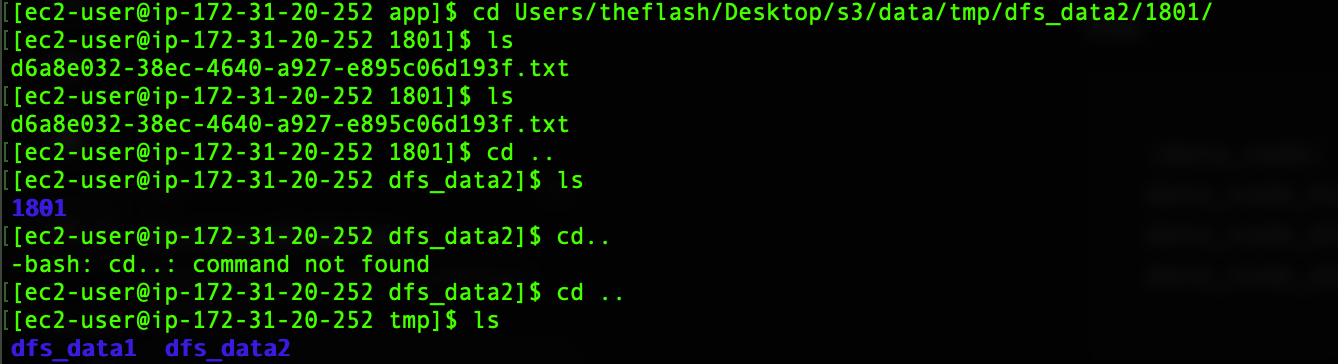 [[ec2-user@ip-172-31-20-252 app]$ cd Users/theflash/Desktop/s3/data/tmp/dfs_data2/1801/
[[ec2-user@ip-172-31-20-252 1801]$ ls
d6a8e032-38ec-4640-a927-e895c06d193f.txt
[[ec2-user@ip-172-31-20-252 1801]$ ls
d6a8e032-38ec-4640-a927-e895c06d193f.txt
[[ec2-user@ip-172-31-20-252 1801]$ cd ..
[[ec2-user@ip-172-31-20-252 dfs_data2]$ ls
1801
[[ec2-user@ip-172-31-20-252 dfs_data2]$ cd..
-bash: cd..: command not found
[[ec2-user@ip-172-31-20-252 dfs_data2]$ cd ..
[[ec2-user@ip-172-31-20-252 tmp]$ ls
dfs_data1  dfs_data2